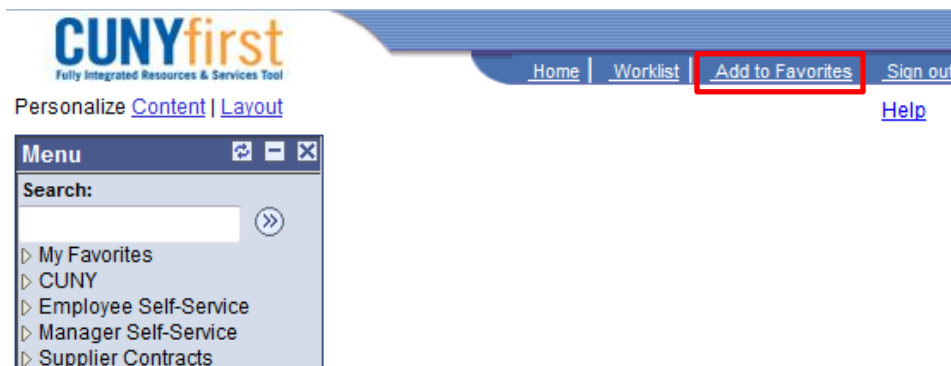 CUNYfirst
Fully Integrated Resources & Services Tool
Home | Worklist | Add to Favorites Sign out
Personalize Content | Layout
Help
Menu
Search:
My Favorites
CUNY
Employee Self-Service
Manager Self-Service
Supplier Contracts